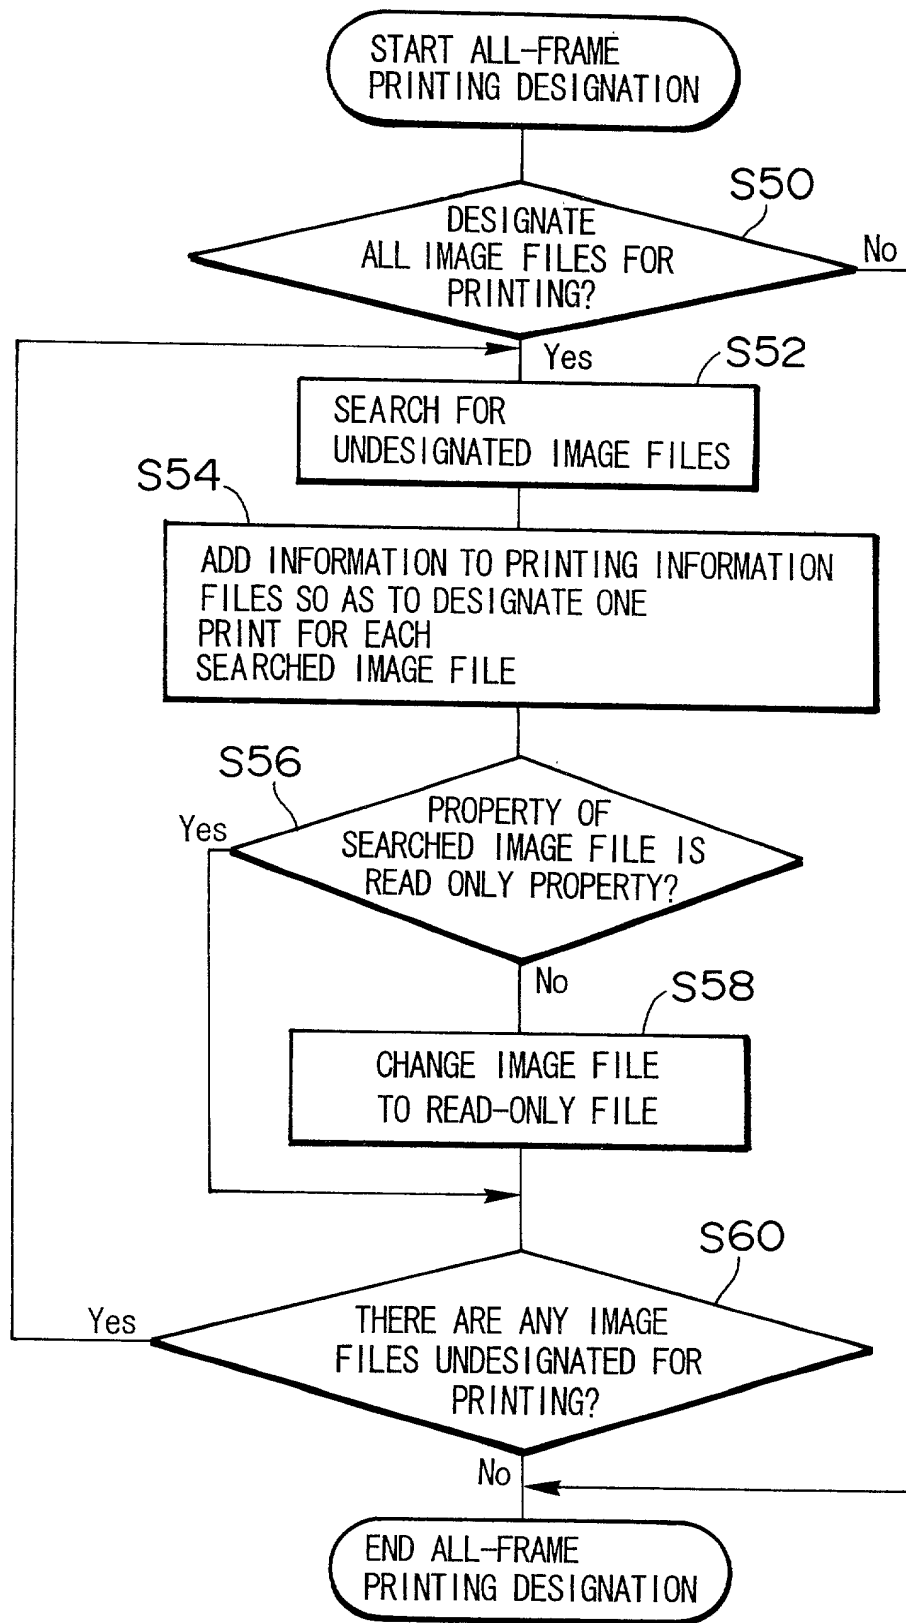 START ALL-FRAME
PRINTING DESIGNATION
S50
DESIGNATE
ALL IMAGE FILES FOR
PRINTING?
No
Yes
S52
SEARCH FOR
UNDESIGNATED IMAGE FILES
S54
ADD INFORMATION TO PRINTING INFORMATION
FILES SO AS TO DESIGNATE ONE
PRINT FOR EACH
SEARCHED IMAGE FILE
S56
Yes
PROPERTY OF
SEARCHED IMAGE FILE IS
READ ONLY PROPERTY?
No
S58
CHANGE IMAGE FILE
TO READ-ONLY FILE
S60
Yes
THERE ARE ANY IMAGE
FILES UNDESIGNATED FOR
PRINTING?
No
END ALL-FRAME
PRINTING DESIGNATION